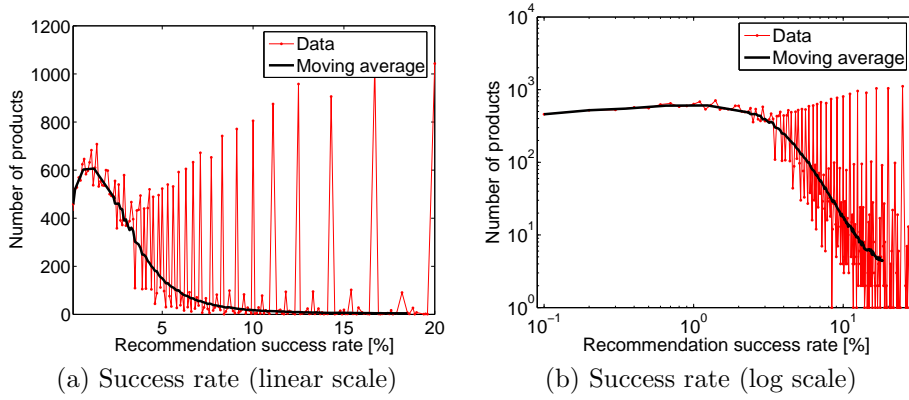 1200
1000
800
600
400
200
0
Number of products
5 10 15 20
Recommendation success rate [%]
Data
Moving average
(a) Success rate (linear scale)
10^4
10^3
10^2
10^1
10^0
Number of products
10^−1 10^0 10^1
Recommendation success rate [%]
Data
Moving average
(b) Success rate (log scale)